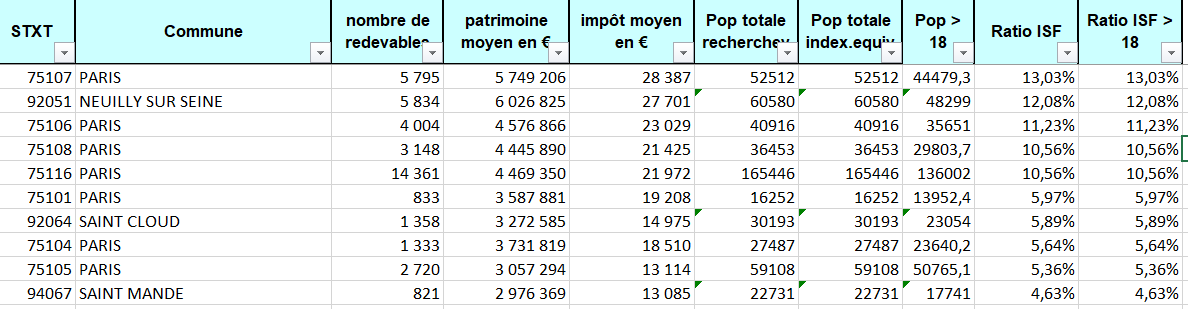 STXT Commune nombre de redevables patrimoine moyen en € impôt moyen en € Pop totale rechercher Pop totale index.equiv Pop > 18 Ratio ISF Ratio ISF > 18
75107 PARIS 5 795 5 749 206 28 387 52512 52512 44479,3 13,03% 13,03%
92051 NEUILLY SUR SEINE 5 834 6 026 825 27 701 60580 60580 48299 12,08% 12,08%
75106 PARIS 4 004 4 576 866 23 029 40916 40916 35651 11,23% 11,23%
75108 PARIS 3 148 4 445 890 21 425 36453 36453 29803,7 10,56% 10,56%
75116 PARIS 14 361 4 469 350 21 972 165446 165446 136002 10,56% 10,56%
75101 PARIS 833 3 587 881 19 208 16252 16252 13952,4 5,97% 5,97%
92064 SAINT CLOUD 1 358 3 272 585 14 975 30193 30193 23054 5,89% 5,89%
75104 PARIS 1 333 3 731 819 18 510 27487 27487 23640,2 5,64% 5,64%
75105 PARIS 2 720 3 057 294 13 114 59108 59108 50765,1 5,36% 5,36%
94067 SAINT MANDE 821 2 976 369 13 085 22731 22731 17741 4,63% 4,63%